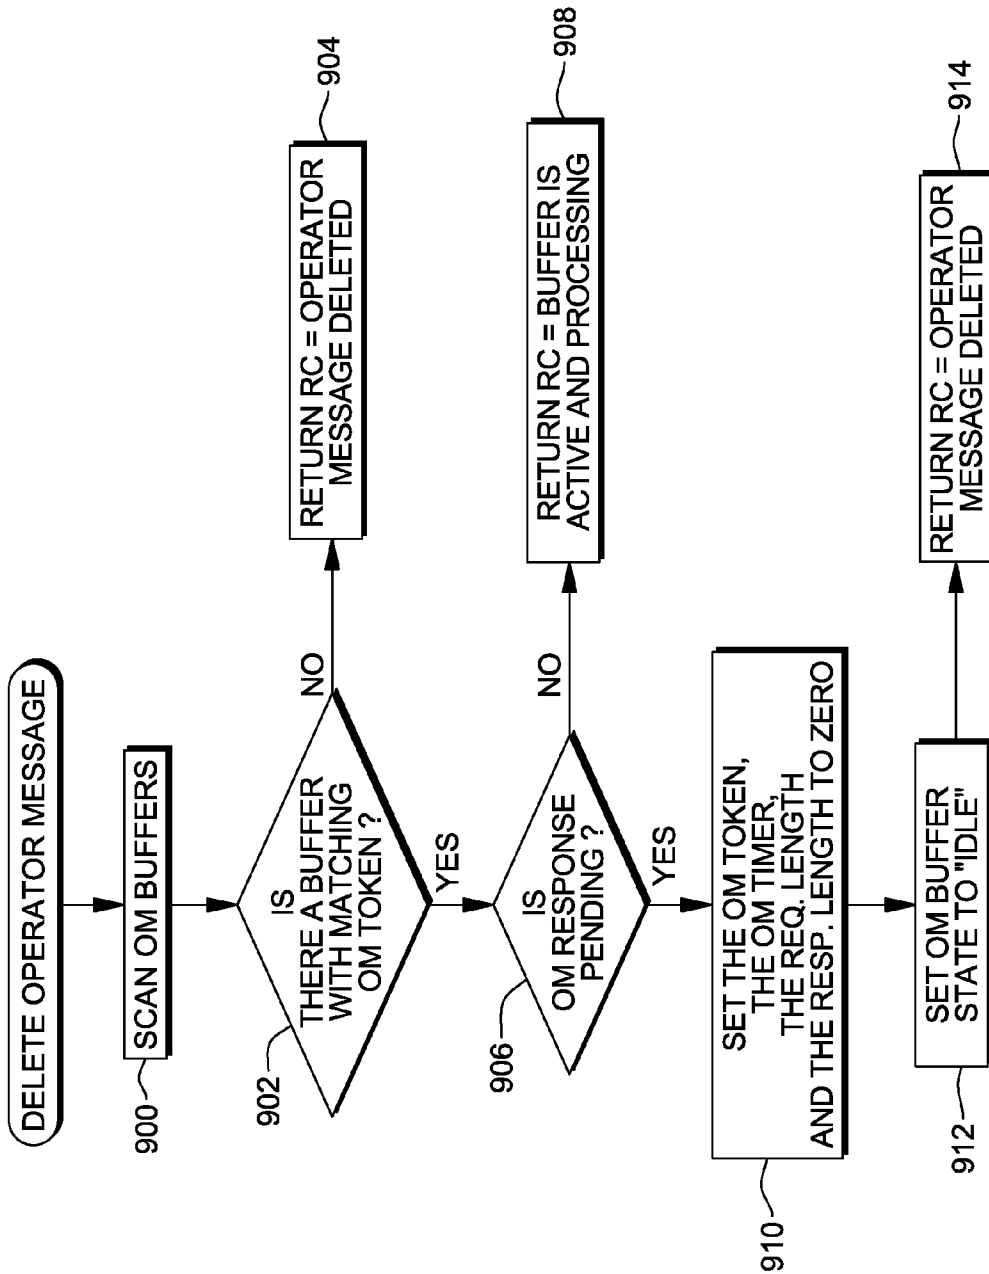 DELETE OPERATOR MESSAGE
SCAN OM BUFFERS
900
IS
THERE A BUFFER
WITH MATCHING
OM TOKEN ?
902
NO
RETURN RC = OPERATOR
MESSAGE DELETED
904
YES
IS
OM RESPONSE
PENDING ?
906
NO
RETURN RC = BUFFER IS
ACTIVE AND PROCESSING
908
YES
SET THE OM TOKEN,
THE OM TIMER,
THE REQ. LENGTH
AND THE RESP. LENGTH TO ZERO
910
SET OM BUFFER
STATE TO "IDLE"
912
RETURN RC = OPERATOR
MESSAGE DELETED
914